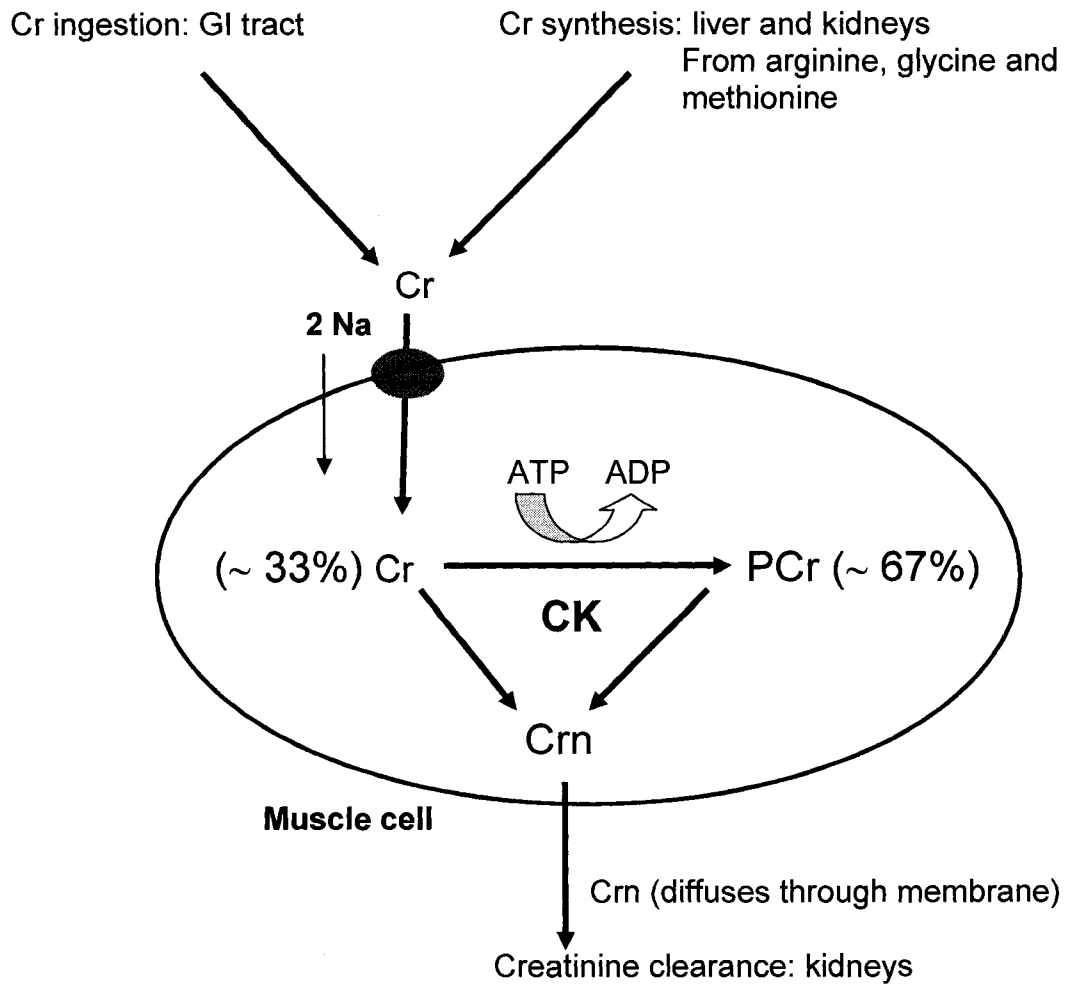 Cr ingestion: GI tract
Cr synthesis: liver and kidneys
From arginine, glycine and
methionine
Cr
2 Na
ATP ADP
(~ 33%) Cr
PCr (~ 67%)
CK
Crn
Muscle cell
Crn (diffuses through membrane)
Creatinine clearance: kidneys